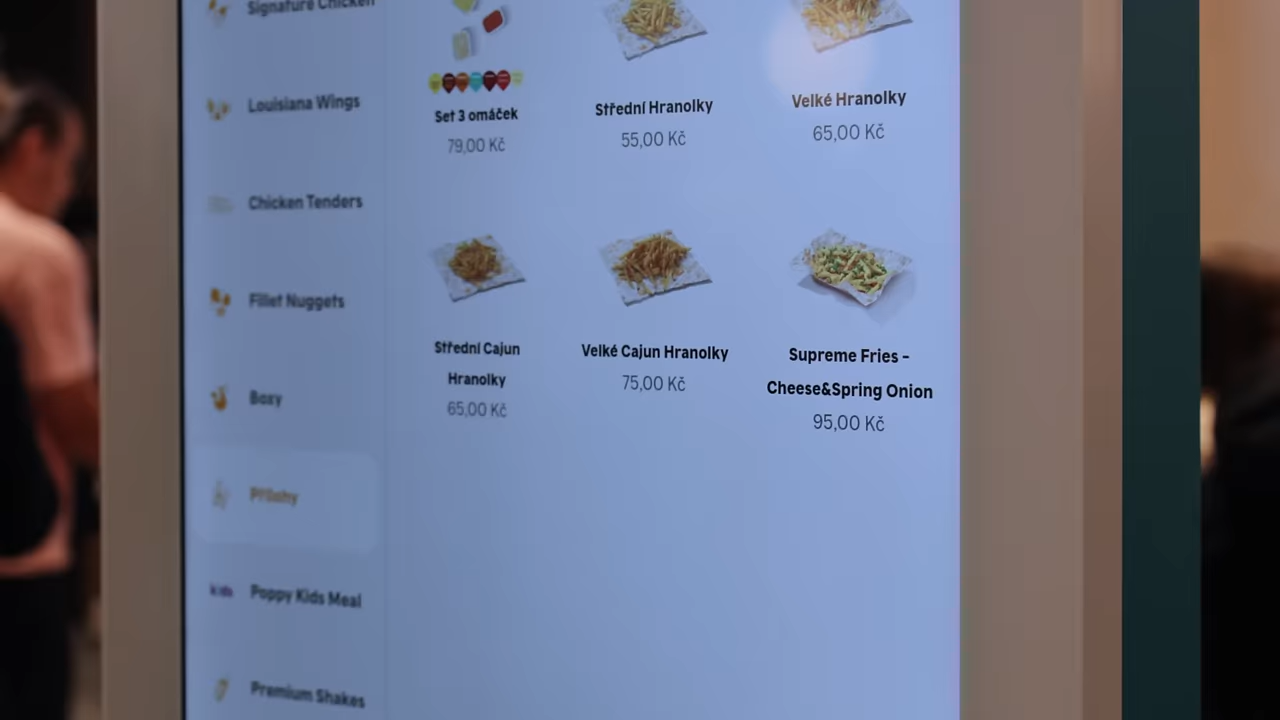 Signature Chicken
Louisiana Wings
Chicken Tenders
Fillet Nuggets
Boxy
Přílohy
kids
Poppy Kids Meal
Premium Shakes
Set 3 omáček
79,00 Kč
Střední Hranolky
55,00 Kč
Velké Hranolky
65,00 Kč
Střední Cajun
Hranolky
65,00 Kč
Velké Cajun Hranolky
75,00 Kč
Supreme Fries -
Cheese&Spring Onion
95,00 Kč